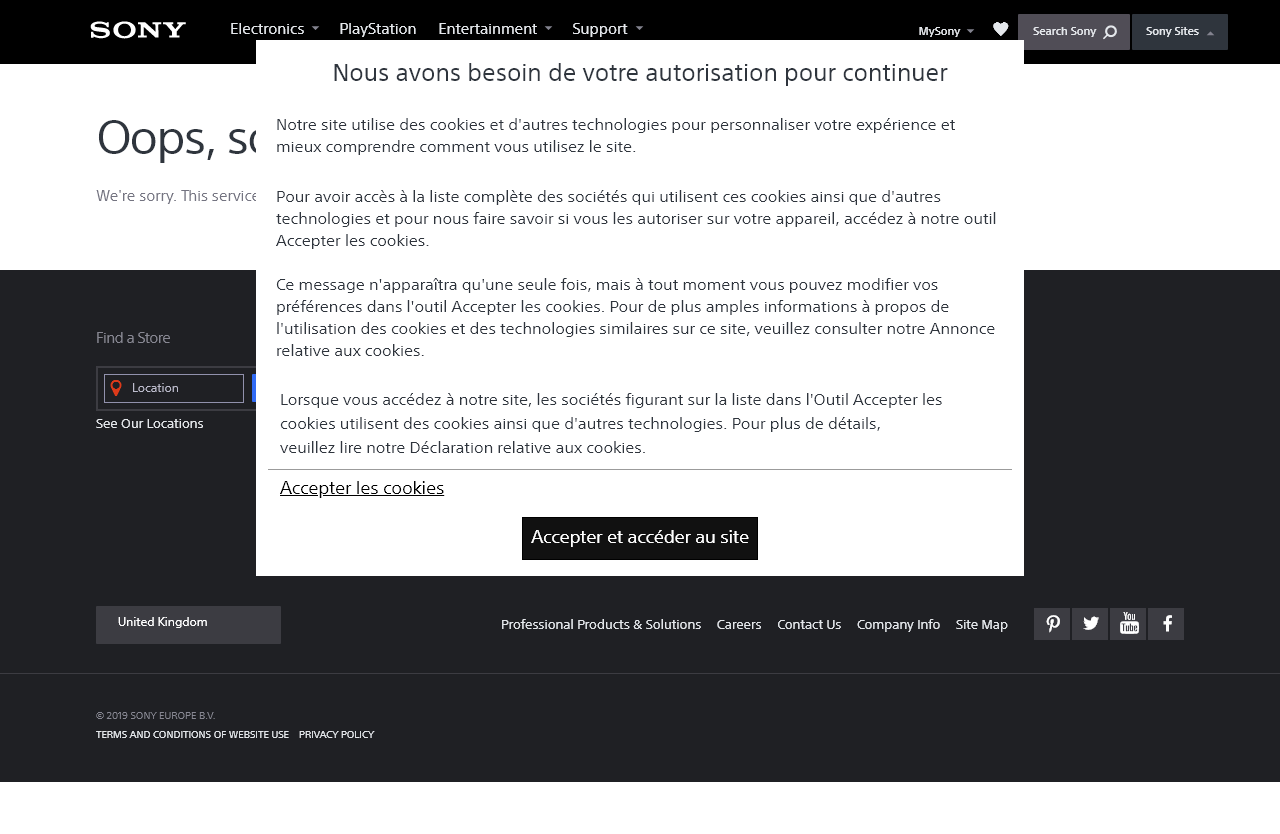 SONY
Electronics PlayStation Entertainment Support MySony Search Sony Sony Sites
Nous avons besoin de votre autorisation pour continuer
Notre site utilise des cookies et d'autres technologies pour personnaliser votre expérience et
mieux comprendre comment vous utilisez le site.
Oops,
We're sorry. This service
Pour avoir accès à la liste complète des sociétés qui utilisent ces cookies ainsi que d'autres
technologies et pour nous faire savoir si vous les autoriser sur votre appareil, accédez à notre outil
Accepter les cookies.
Ce message n'apparaîtra qu'une seule fois, mais à tout moment vous pouvez modifier vos
préférences dans l'outil Accepter les cookies. Pour de plus amples informations à propos de
l'utilisation des cookies et des technologies similaires sur ce site, veuillez consulter notre Annonce
relative aux cookies.
Find a Store
Location
See Our Locations
Lorsque vous accédez à notre site, les sociétés figurant sur la liste dans l'Outil Accepter les
cookies utilisent des cookies ainsi que d'autres technologies. Pour plus de détails,
veuillez lire notre Déclaration relative aux cookies.
Accepter les cookies
Accepter et accéder au site
United Kingdom
Professional Products & Solutions Careers Contact Us Company Info Site Map You Tube
© 2019 SONY EUROPE B.V.
TERMS AND CONDITIONS OF WEBSITE USE PRIVACY POLICY